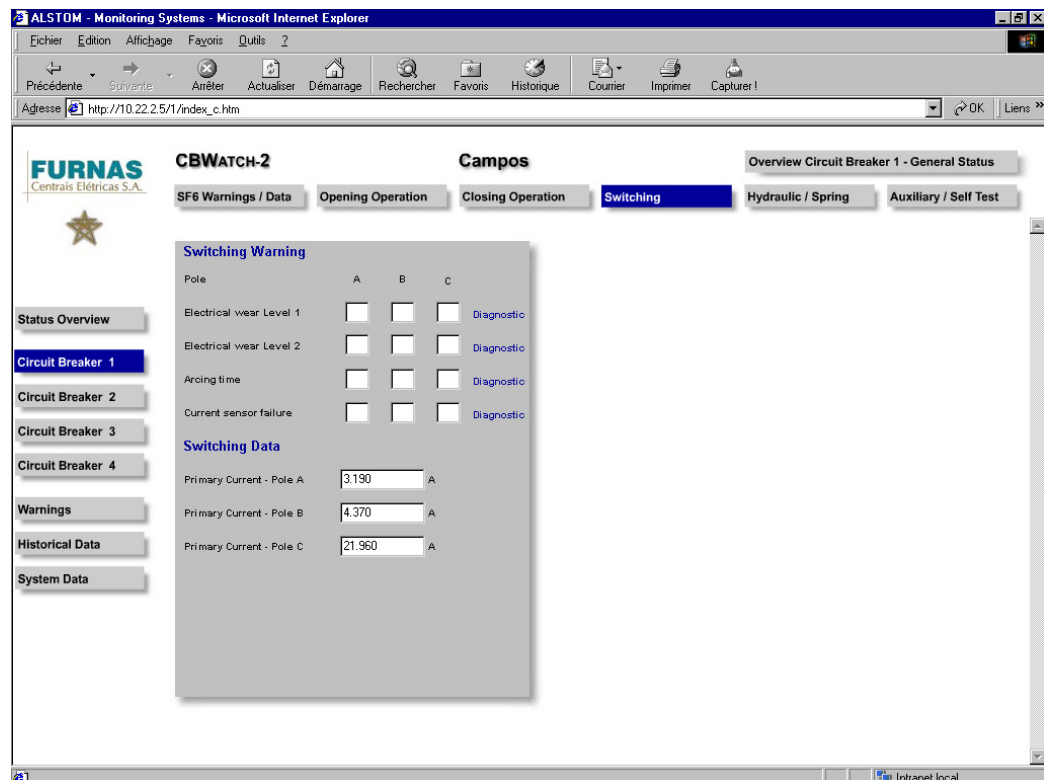 ALSTOM - Monitoring Systems - Microsoft Internet Explorer
Fichier Edition Affichage Favoris Outils ?
Précédente Suivante Arrêter Actualiser Démarrage Rechercher Favoris Historique Courrier Imprimer Capturer !
Adresse http://10.22.2.5/1/index_c.htm OK Liens »
FURNAS
Centrais Elétricas S.A.
CBWATCH-2 Campos Overview Circuit Breaker 1 - General Status
SF6 Warnings / Data Opening Operation Closing Operation Switching Hydraulic / Spring Auxiliary / Self Test
Status Overview
Circuit Breaker 1
Circuit Breaker 2
Circuit Breaker 3
Circuit Breaker 4
Warnings
Historical Data
System Data
Switching Warning
Pole A B C
Electrical wear Level 1 Diagnostic
Electrical wear Level 2 Diagnostic
Arcing time Diagnostic
Current sensor failure Diagnostic
Switching Data
Primary Current - Pole A 3.190 A
Primary Current - Pole B 4.370 A
Primary Current - Pole C 21.960 A
Intranet local